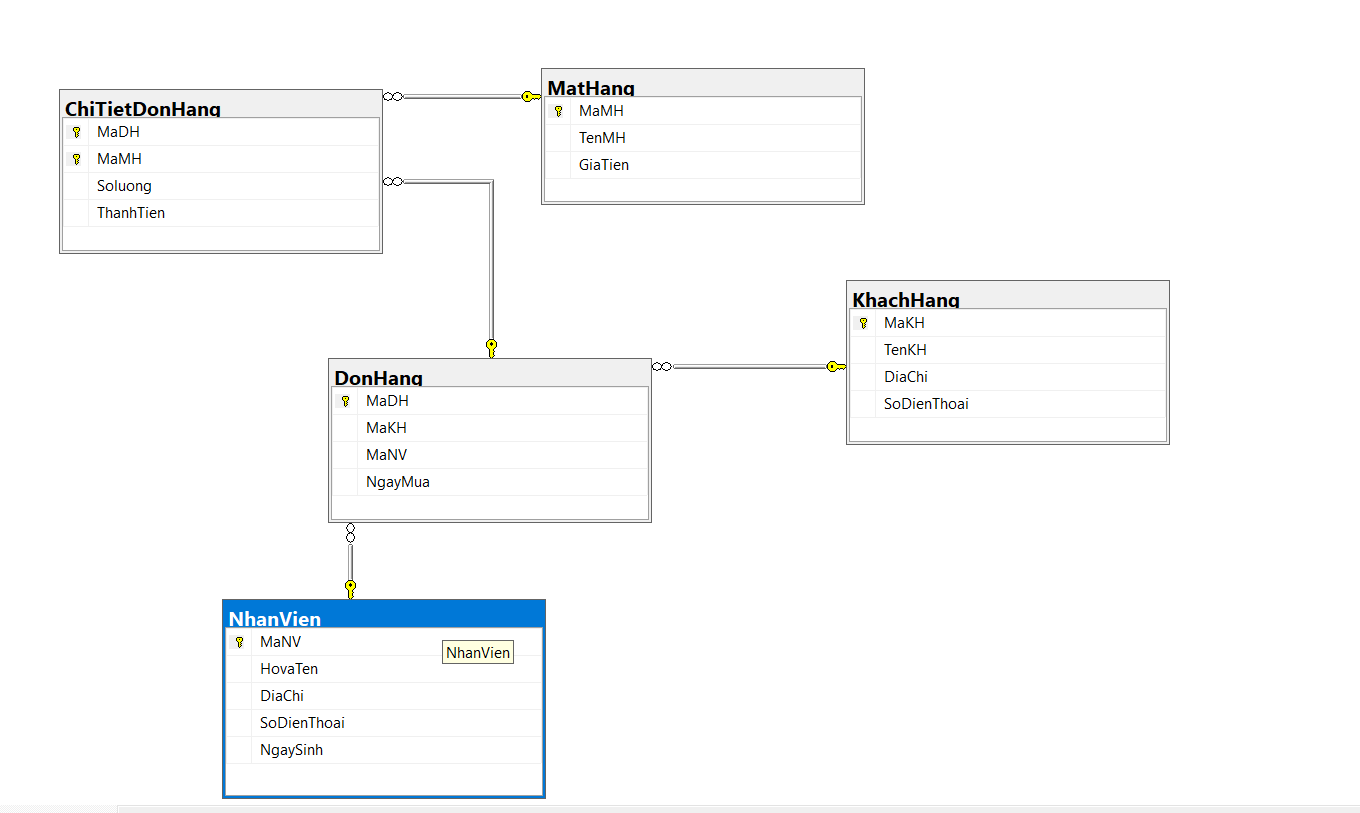 ChiTietDonHang
MaDH
MaMH
Soluong
ThanhTien
MatHang
MaMH
TenMH
GiaTien
KhachHang
MaKH
TenKH
DiaChi
SoDienThoai
DonHang
MaDH
MaKH
MaNV
NgayMua
NhanVien
MaNV
NhanVien
HovaTen
DiaChi
SoDienThoai
NgaySinh